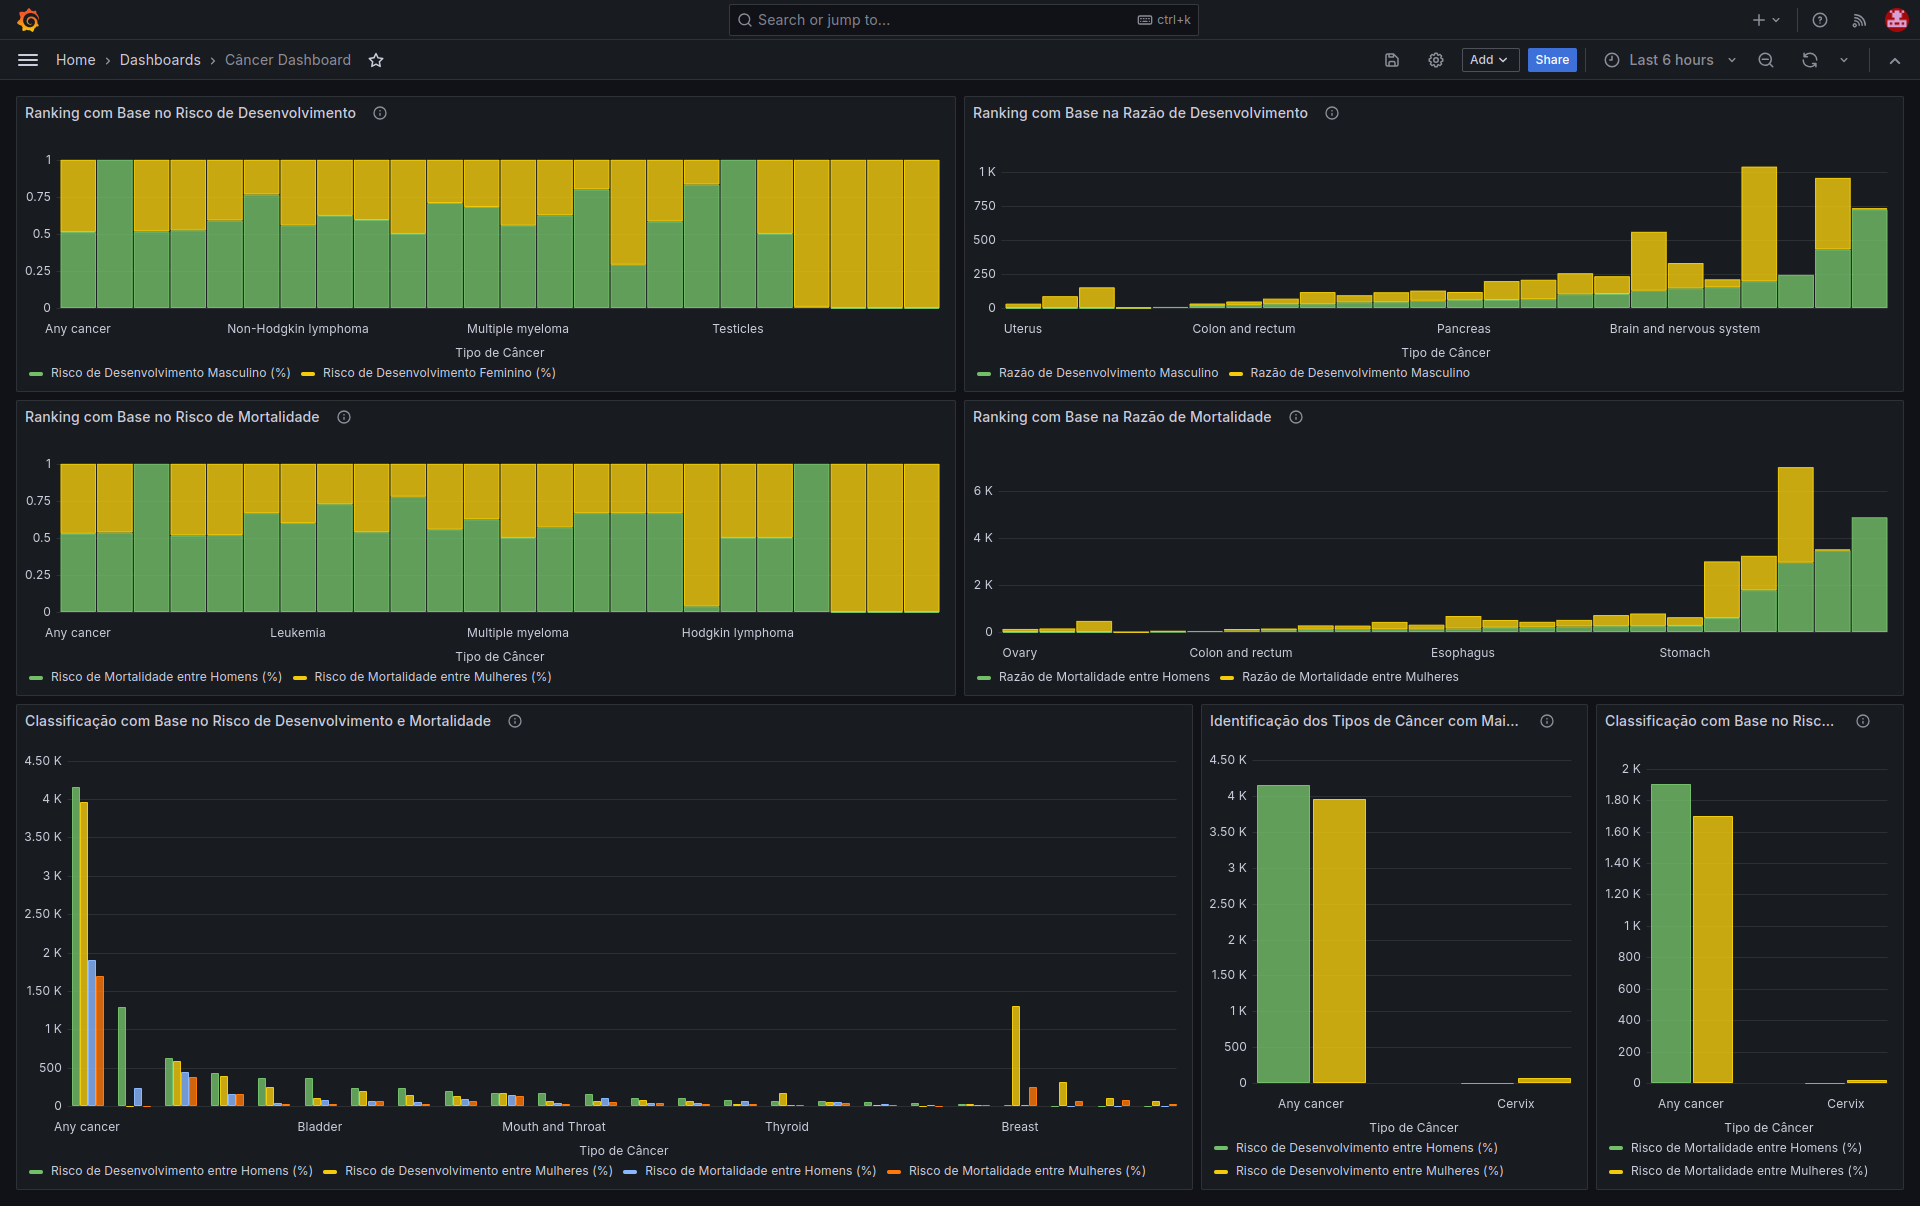 Search or jump to...
ctrl+k
Home › Dashboards › Câncer Dashboard
Add
Share
Last 6 hours
Ranking com Base no Risco de Desenvolvimento
1
0.75
0.5
0.25
0
Any cancer
Non-Hodgkin lymphoma
Multiple myeloma
Testicles
Tipo de Câncer
Risco de Desenvolvimento Masculino (%)
Risco de Desenvolvimento Feminino (%)
Ranking com Base na Razão de Desenvolvimento
1 K
750
500
250
0
Uterus
Colon and rectum
Pancreas
Brain and nervous system
Tipo de Câncer
Razão de Desenvolvimento Masculino
Razão de Desenvolvimento Masculino
Ranking com Base no Risco de Mortalidade
1
0.75
0.5
0.25
0
Any cancer
Leukemia
Multiple myeloma
Hodgkin lymphoma
Tipo de Câncer
Risco de Mortalidade entre Homens (%)
Risco de Mortalidade entre Mulheres (%)
Ranking com Base na Razão de Mortalidade
6 K
4 K
2 K
0
Ovary
Colon and rectum
Esophagus
Stomach
Tipo de Câncer
Razão de Mortalidade entre Homens
Razão de Mortalidade entre Mulheres
Classificação com Base no Risco de Desenvolvimento e Mortalidade
4.50 K
4 K
3.50 K
3 K
2.50 K
2 K
1.50 K
1 K
500
0
Any cancer
Bladder
Mouth and Throat
Thyroid
Breast
Tipo de Câncer
Risco de Desenvolvimento entre Homens (%)
Risco de Desenvolvimento entre Mulheres (%)
Risco de Mortalidade entre Homens (%)
Risco de Mortalidade entre Mulheres (%)
Identificação dos Tipos de Câncer com Mai...
4.50 K
4 K
3.50 K
3 K
2.50 K
2 K
1.50 K
1 K
500
0
Any cancer
Cervix
Tipo de Câncer
Risco de Desenvolvimento entre Homens (%)
Risco de Desenvolvimento entre Mulheres (%)
Classificação com Base no Risc...
2 K
1.80 K
1.60 K
1.40 K
1.20 K
1 K
800
600
400
200
0
Any cancer
Cervix
Tipo de Câncer
Risco de Mortalidade entre Homens (%)
Risco de Mortalidade entre Mulheres (%)